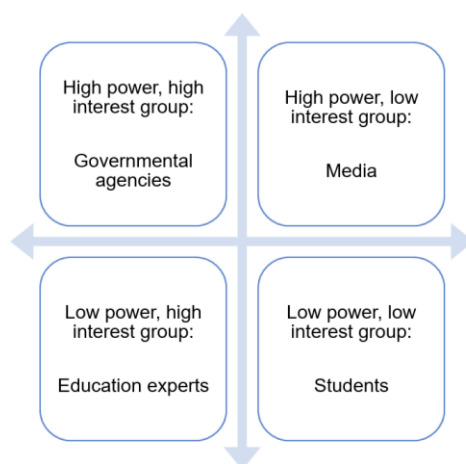 High power, high
interest group:
Governmental
agencies
High power, low
interest group:
Media
Low power, high
interest group:
Education experts
Low power, low
interest group:
Students